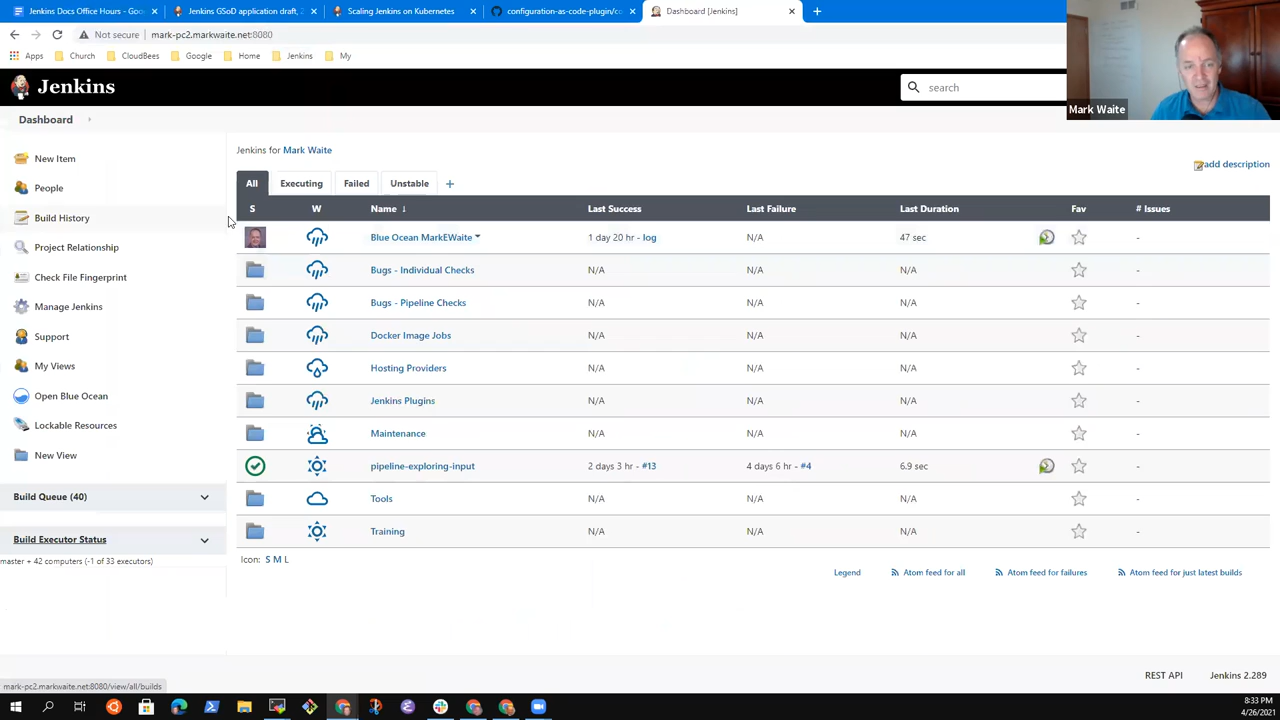 Jenkins Docs Office Hours - Goo
Jenkins GSoD application draft, 2
Scaling Jenkins on Kubernetes
configuration-as-code-plugin/co
Dashboard [Jenkins]
Not secure | mark-pc2.markwaite.net:8080
Apps Church CloudBees Google Home Jenkins My
Jenkins
search
Mark Waite
Dashboard
New Item
People
Build History
Project Relationship
Check File Fingerprint
Manage Jenkins
Support
My Views
Open Blue Ocean
Lockable Resources
New View
Build Queue (40)
Build Executor Status
master + 42 computers (-1 of 33 executors)
Jenkins for Mark Waite
add description
All Executing Failed Unstable +
S W Name ↓ Last Success Last Failure Last Duration Fav # Issues
Blue Ocean MarkEWaite 1 day 20 hr - log N/A 47 sec -
Bugs - Individual Checks N/A N/A N/A -
Bugs - Pipeline Checks N/A N/A N/A -
Docker Image Jobs N/A N/A N/A -
Hosting Providers N/A N/A N/A -
Jenkins Plugins N/A N/A N/A -
Maintenance N/A N/A N/A -
pipeline-exploring-input 2 days 3 hr - #13 4 days 6 hr - #4 6.9 sec -
Tools N/A N/A N/A -
Training N/A N/A N/A -
Icon: S M L
Legend Atom feed for all Atom feed for failures Atom feed for just latest builds
REST API Jenkins 2.289
mark-pc2.markwaite.net:8080/view/all/builds
8:33 PM
4/26/2021